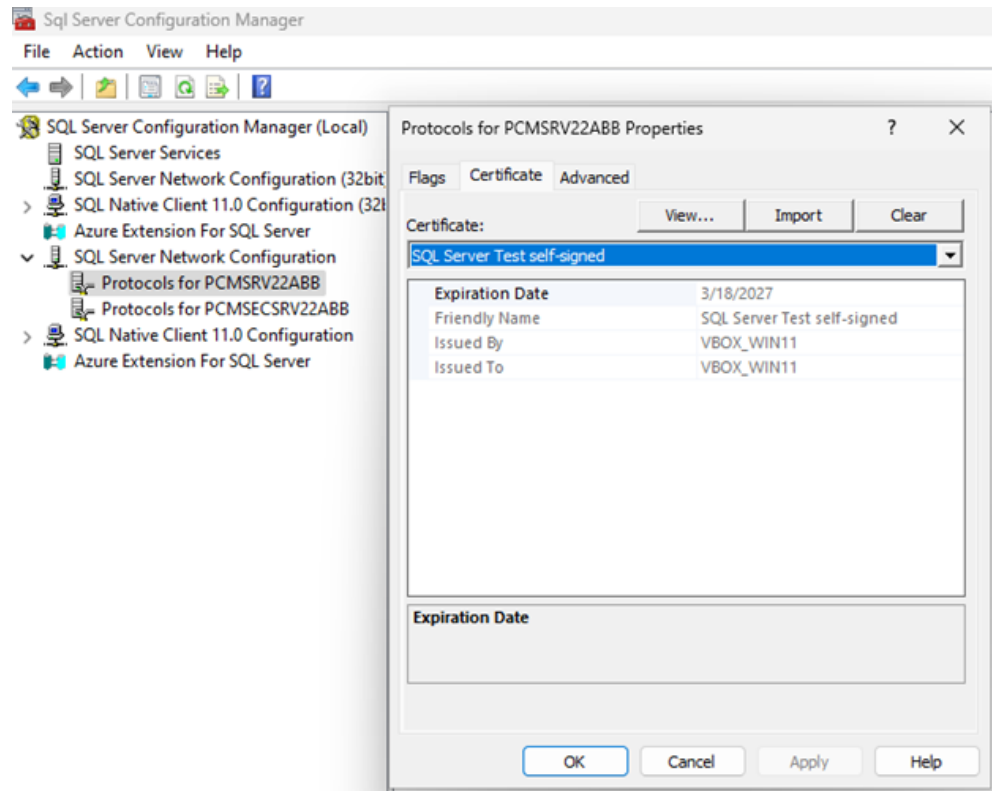 Sql Server Configuration Manager
File Action View Help
SQL Server Configuration Manager (Local)
SQL Server Services
SQL Server Network Configuration (32bit
SQL Native Client 11.0 Configuration (32b
Azure Extension For SQL Server
SQL Server Network Configuration
Protocols for PCMSRV22ABB
Protocols for PCMSECSRV22ABB
SQL Native Client 11.0 Configuration
Azure Extension For SQL Server
Protocols for PCMSRV22ABB Properties ? ×
Flags Certificate Advanced
Certificate: View... Import Clear
SQL Server Test self-signed
Expiration Date 3/18/2027
Friendly Name SQL Server Test self-signed
Issued By VBOX_WIN11
Issued To VBOX_WIN11
Expiration Date
OK Cancel Apply Help